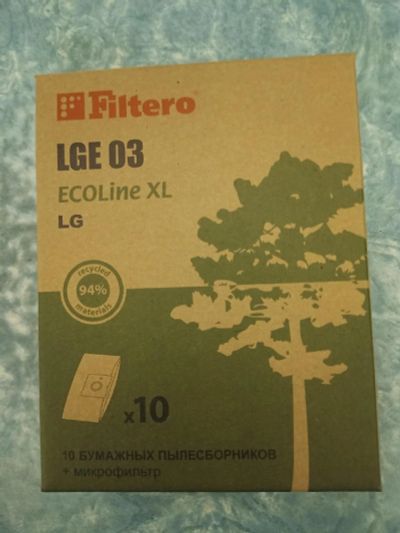 Filtero
LGE 03
ECOLine XL
LG
recycled
94%
materials
x10
10 БУМАЖНЫХ ПЫЛЕСБОРНИКОВ
+ микрофильтр